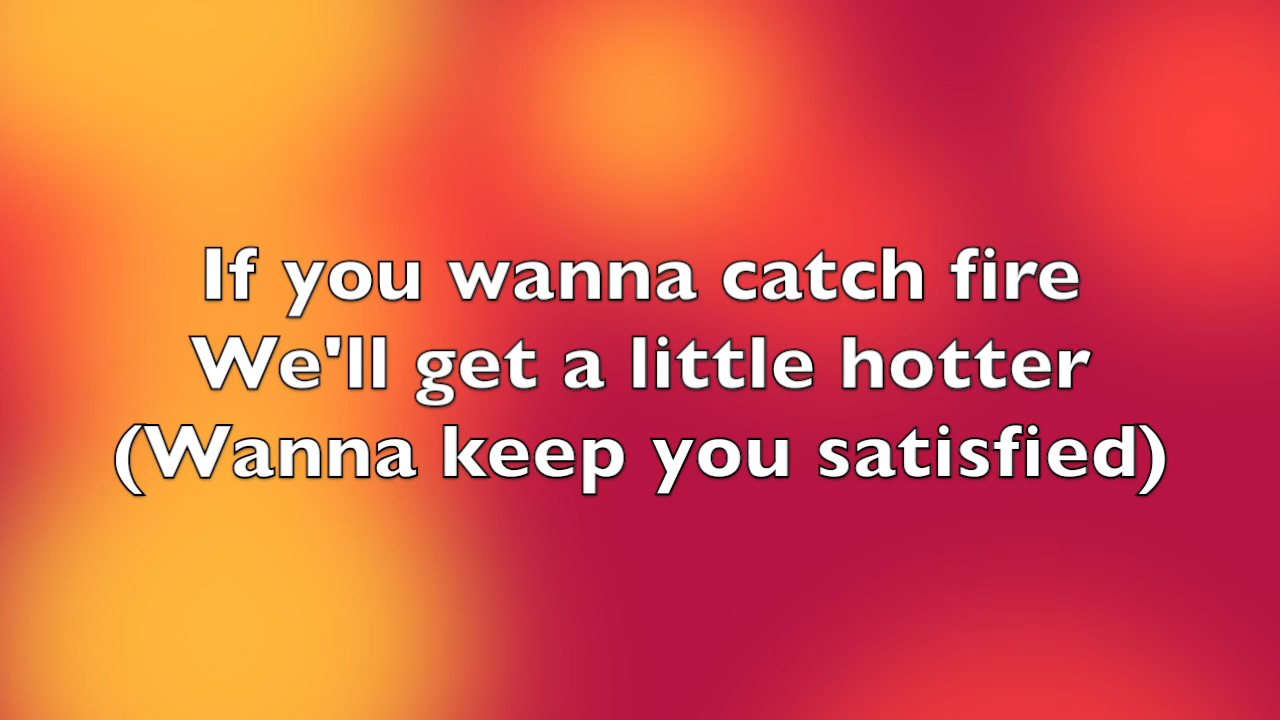 If you wanna catch fire
We'll get a little hotter
(Wanna keep you satisfied)